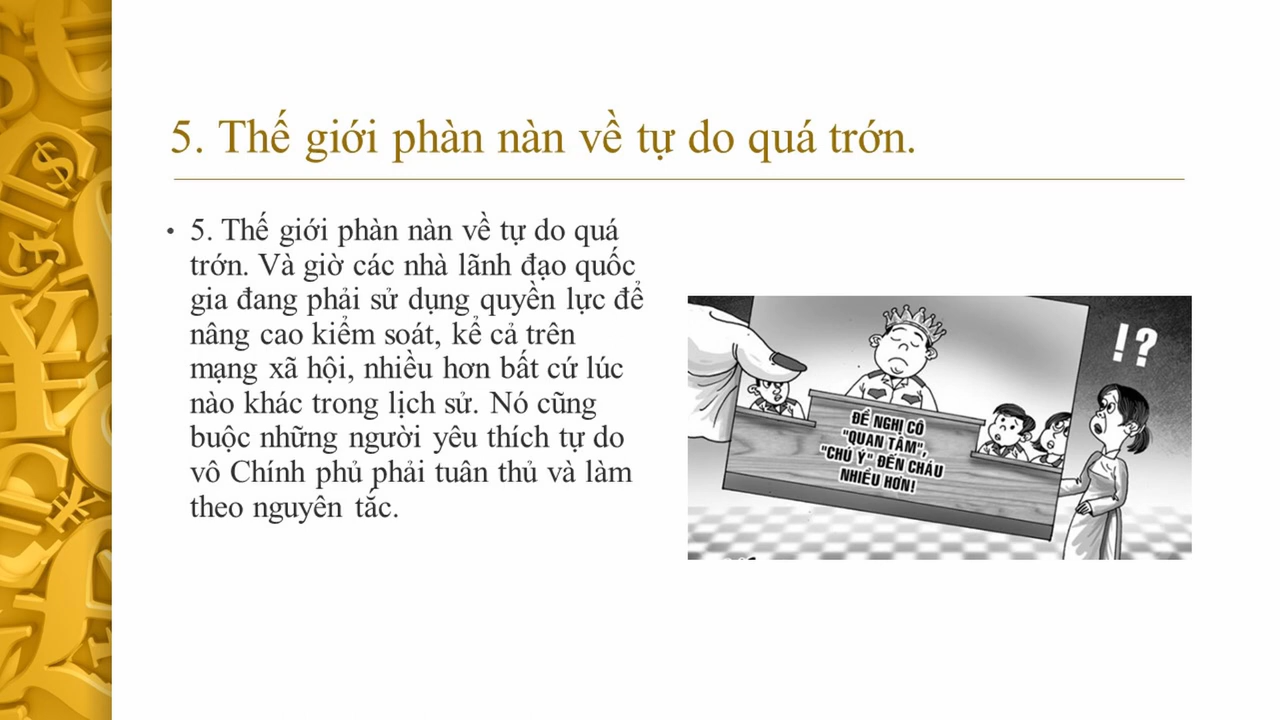 5. Thế giới phàn nàn về tự do quá trớn.
• 5. Thế giới phàn nàn về tự do quá
trớn. Và giờ các nhà lãnh đạo quốc
gia đang phải sử dụng quyền lực để
nâng cao kiểm soát, kể cả trên
mạng xã hội, nhiều hơn bất cứ lúc
nào khác trong lịch sử. Nó cũng
buộc những người yêu thích tự do
vô Chính phủ phải tuân thủ và làm
theo nguyên tắc.
! ?
ĐỀ NGHỊ CÔ
"QUAN TÂM",
"CHÚ Ý" ĐẾN CHÁU
NHIỀU HƠN!